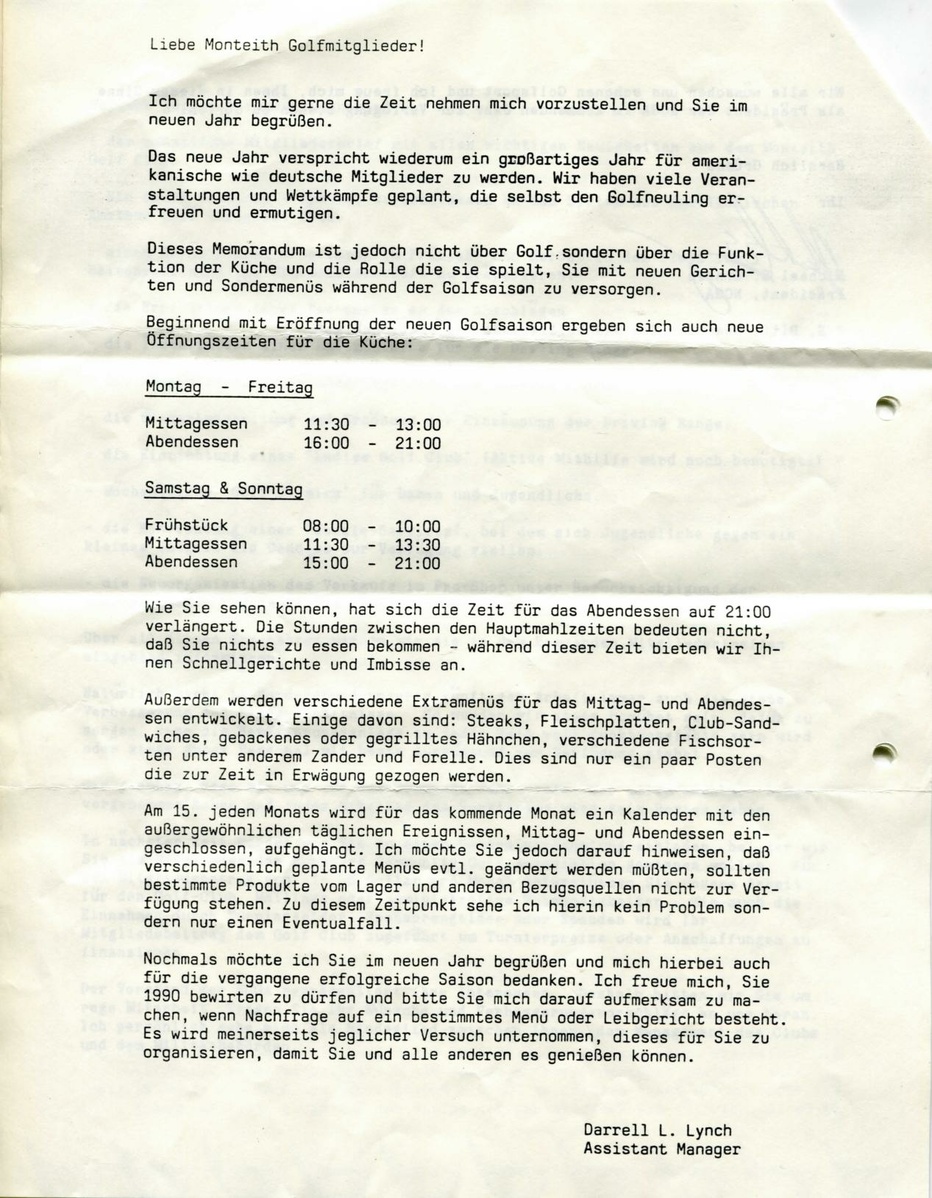 Liebe Monteith Golfmitglieder!
Ich möchte mir gerne die Zeit nehmen mich vorzustellen und Sie im
neuen Jahr begrüßen.
Das neue Jahr verspricht wiederum ein großartiges Jahr für ameri-
kanische wie deutsche Mitglieder zu werden. Wir haben viele Veran-
staltungen und Wettkämpfe geplant, die selbst den Golfneuling er-
freuen und ermutigen.
Dieses Memorandum ist jedoch nicht über Golf sondern über die Funk-
tion der Küche und die Rolle die sie spielt, Sie mit neuen Gerich-
ten und Sondermenüs während der Golfsaison zu versorgen.
Beginnend mit Eröffnung der neuen Golfsaison ergeben sich auch neue
Öffnungszeiten für die Küche:
Montag - Freitag
Mittagessen 11:30 - 13:00
Abendessen 16:00 - 21:00
Samstag & Sonntag
Frühstück 08:00 - 10:00
Mittagessen 11:30 - 13:30
Abendessen 15:00 - 21:00
Wie Sie sehen können, hat sich die Zeit für das Abendessen auf 21:00
verlängert. Die Stunden zwischen den Hauptmahlzeiten bedeuten nicht,
daß Sie nichts zu essen bekommen - während dieser Zeit bieten wir Ih-
nen Schnellgerichte und Imbisse an.
Außerdem werden verschiedene Extramenüs für das Mittag- und Abendes-
sen entwickelt. Einige davon sind: Steaks, Fleischplatten, Club-Sand-
wiches, gebackenes oder gegrilltes Hähnchen, verschiedene Fischsor-
ten unter anderem Zander und Forelle. Dies sind nur ein paar Posten
die zur Zeit in Erwägung gezogen werden.
Am 15. jeden Monats wird für das kommende Monat ein Kalender mit den
außergewöhnlichen täglichen Ereignissen, Mittag- und Abendessen ein-
geschlossen, aufgehängt. Ich möchte Sie jedoch darauf hinweisen, daß
verschiedenlich geplante Menüs evtl. geändert werden müßten, sollten
bestimmte Produkte vom Lager und anderen Bezugsquellen nicht zur Ver-
fügung stehen. Zu diesem Zeitpunkt sehe ich hierin kein Problem son-
dern nur einen Eventualfall.
Nochmals möchte ich Sie im neuen Jahr begrüßen und mich hierbei auch
für die vergangene erfolgreiche Saison bedanken. Ich freue mich, Sie
1990 bewirten zu dürfen und bitte Sie mich darauf aufmerksam zu ma-
chen, wenn Nachfrage auf ein bestimmtes Menü oder Leibgericht besteht.
Es wird meinerseits jeglicher Versuch unternommen, dieses für Sie zu
organisieren, damit Sie und alle anderen es genießen können.
Darrell L. Lynch
Assistant Manager